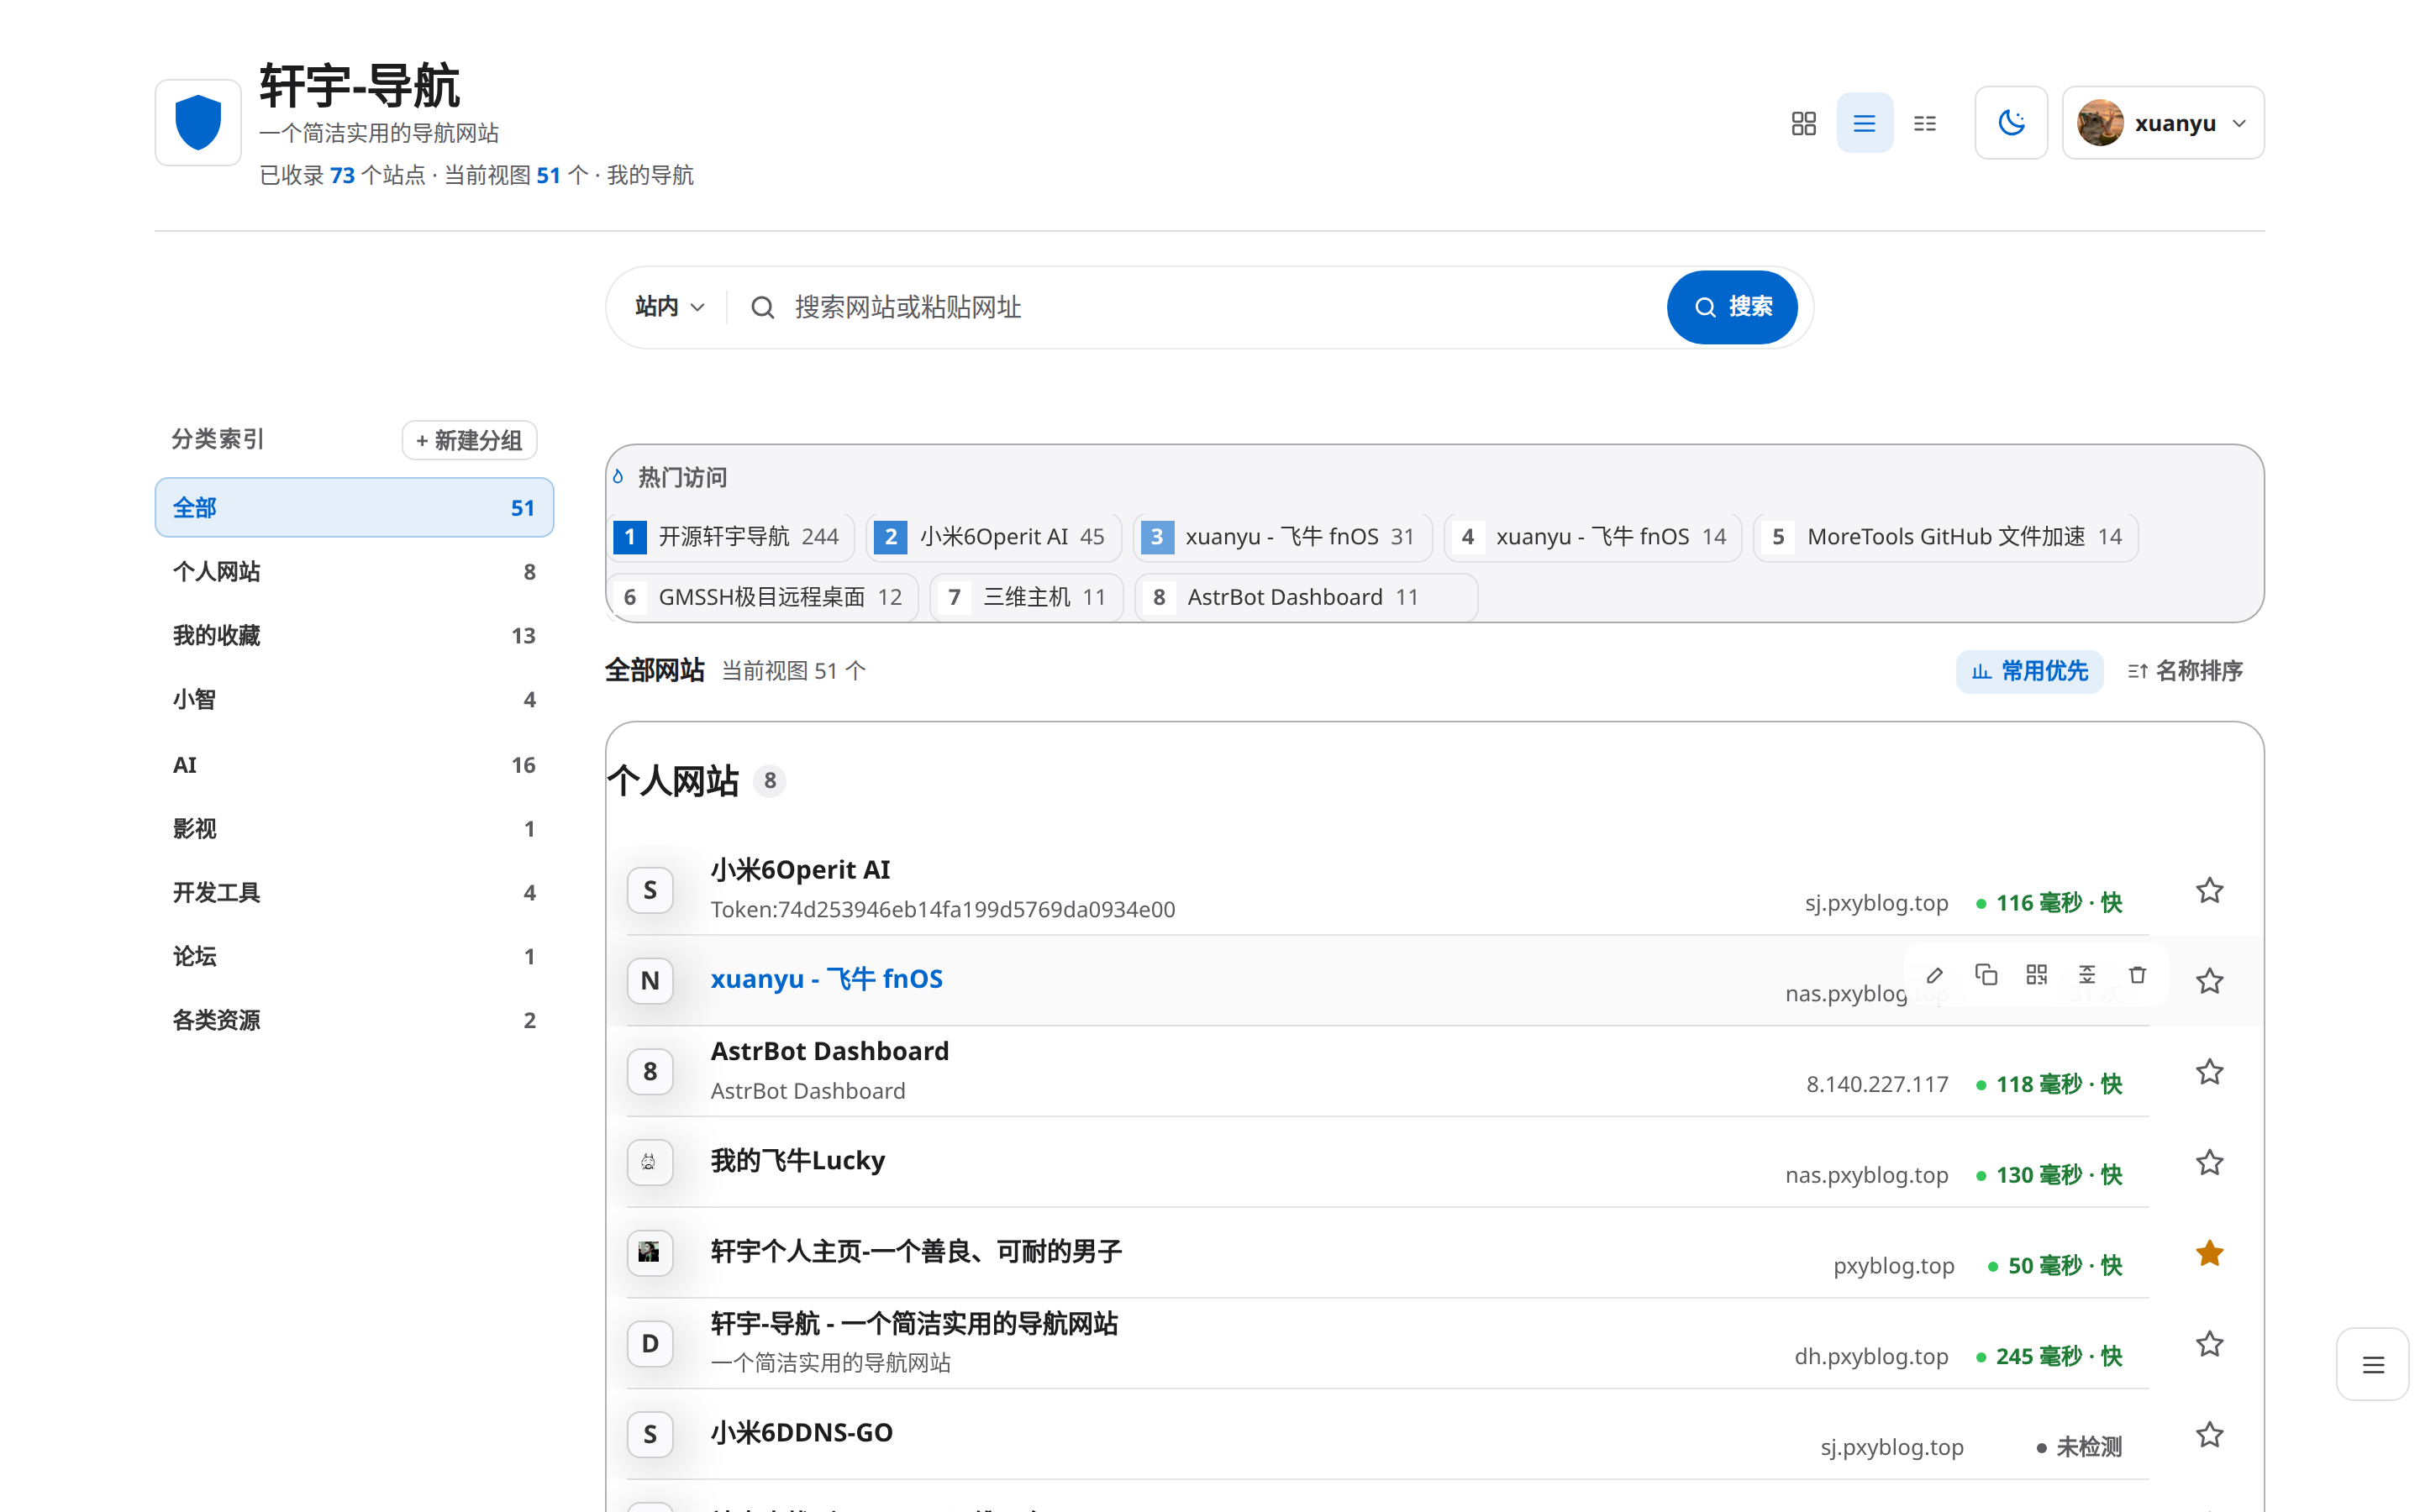 轩宇-导航
一个简洁实用的导航网站
已收录 73 个站点 · 当前视图 51 个 · 我的导航
xuanyu
站内
搜索网站或粘贴网址
搜索
分类索引
+ 新建分组
全部 51
个人网站 8
我的收藏 13
小智 4
AI 16
影视 1
开发工具 4
论坛 1
各类资源 2
热门访问
1 开源轩宇导航 244
2 小米6Operit AI 45
3 xuanyu - 飞牛 fnOS 31
4 xuanyu - 飞牛 fnOS 14
5 MoreTools GitHub 文件加速 14
6 GMSSH极目远程桌面 12
7 三维主机 11
8 AstrBot Dashboard 11
全部网站 当前视图 51 个
常用优先
名称排序
个人网站 8
S
小米6Operit AI
Token:74d253946eb14fa199d5769da0934e00
sj.pxyblog.top
116 毫秒 · 快
N
xuanyu - 飞牛 fnOS
nas.pxyblog
8
AstrBot Dashboard
AstrBot Dashboard
8.140.227.117
118 毫秒 · 快
我的飞牛Lucky
nas.pxyblog.top
130 毫秒 · 快
轩宇个人主页-一个善良、可耐的男子
pxyblog.top
50 毫秒 · 快
D
轩宇-导航 - 一个简洁实用的导航网站
一个简洁实用的导航网站
dh.pxyblog.top
245 毫秒 · 快
S
小米6DDNS-GO
sj.pxyblog.top
未检测